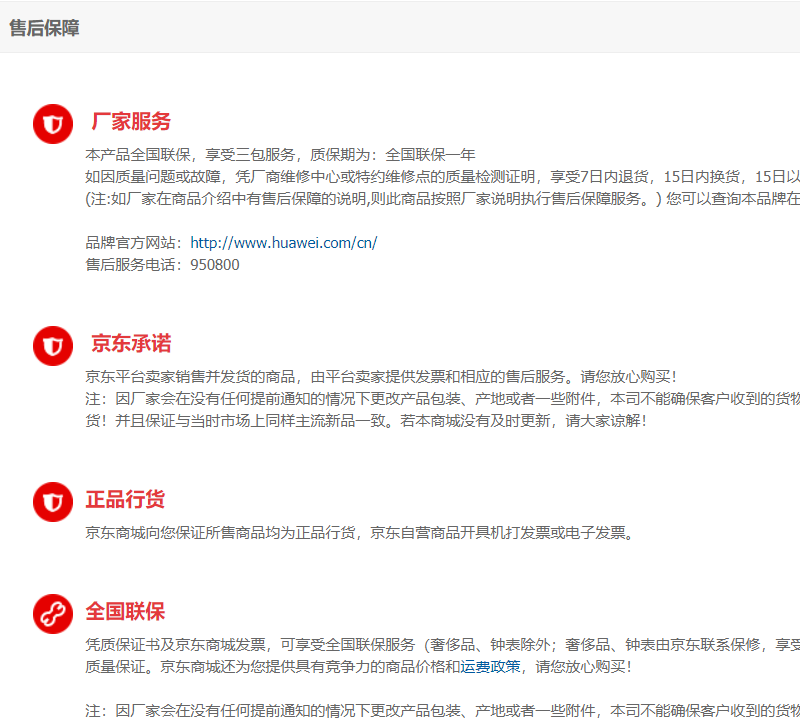 售后保障
厂家服务
本产品全国联保，享受三包服务，质保期为：全国联保一年
如因质量问题或故障，凭厂商维修中心或特约维修点的质量检测证明，享受7日内退货，15日内换货，15日以
(注:如厂家在商品介绍中有售后保障的说明,则此商品按照厂家说明执行售后保障服务。) 您可以查询本品牌在
品牌官方网站：http://www.huawei.com/cn/
售后服务电话：950800
京东承诺
京东平台卖家销售并发货的商品，由平台卖家提供发票和相应的售后服务。请您放心购买！
注：因厂家会在没有任何提前通知的情况下更改产品包装、产地或者一些附件，本司不能确保客户收到的货物
货！并且保证与当时市场上同样主流新品一致。若本商城没有及时更新，请大家谅解！
正品行货
京东商城向您保证所售商品均为正品行货，京东自营商品开具机打发票或电子发票。
全国联保
凭质保证书及京东商城发票，可享受全国联保服务（奢侈品、钟表除外；奢侈品、钟表由京东联系保修，享受
质量保证。京东商城还为您提供具有竞争力的商品价格和运费政策，请您放心购买！
注：因厂家会在没有任何提前通知的情况下更改产品包装、产地或者一些附件，本司不能确保客户收到的货物